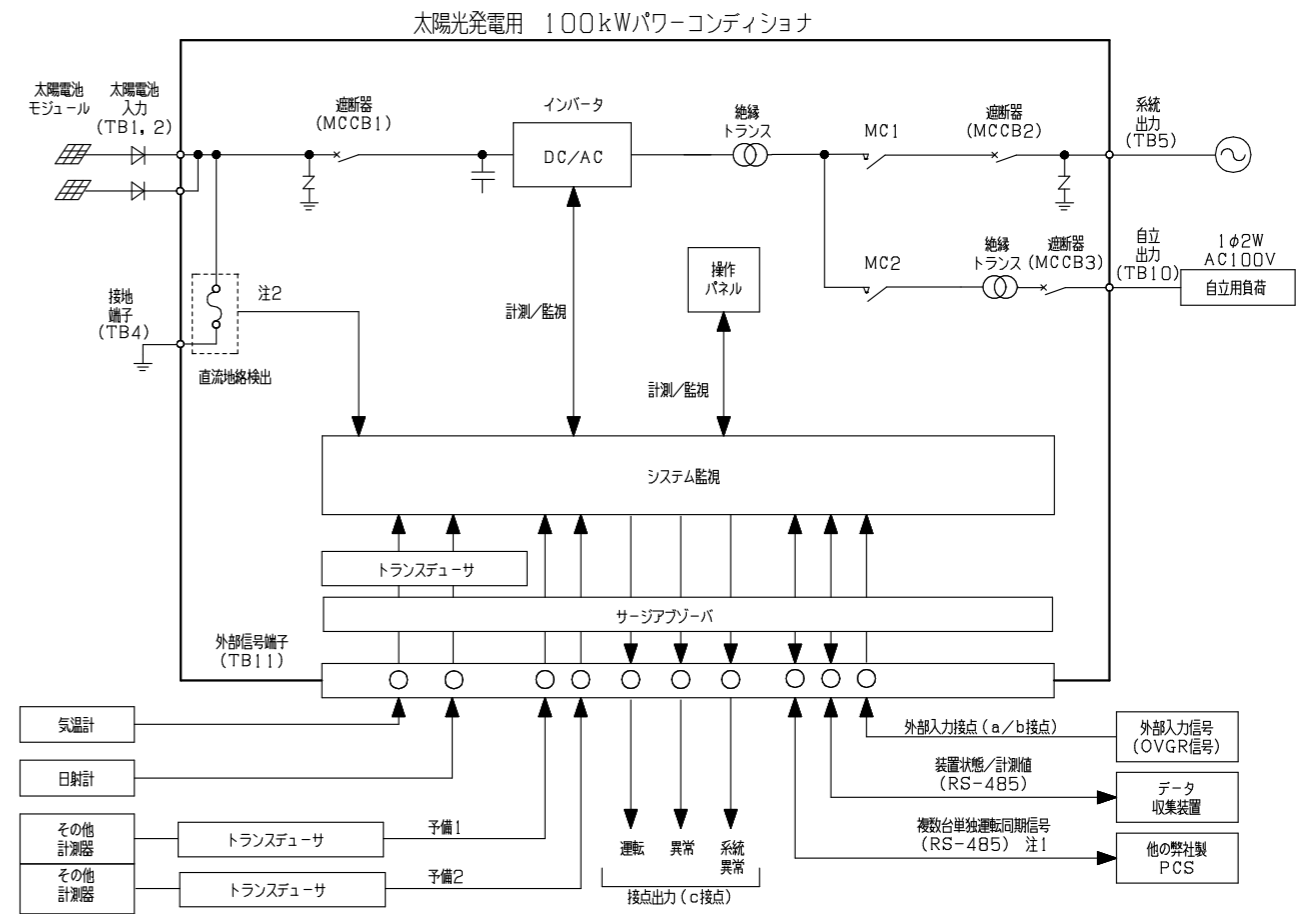 太陽光発電用 100kWパワーコンディショナ
太陽電池
モジュール
太陽電池
入力
(TB1, 2)
遮断器
(MCCB1)
インバータ
DC/AC
絶縁
トランス
MC1
遮断器
(MCCB2)
系統
出力
(TB5)
MC2
絶縁
トランス
遮断器
(MCCB3)
自立
出力
(TB10)
1φ2W
AC100V
自立用負荷
接地
端子
(TB4)
注2
直流地絡検出
計測/監視
操作
パネル
計測/監視
システム監視
トランスデューサ
サージアブソーバ
外部信号端子
(TB11)
気温計
日射計
その他
計測器
トランスデューサ
予備1
その他
計測器
トランスデューサ
予備2
運転
異常
系統
異常
接点出力(c接点)
外部入力接点(a/b接点)
外部入力信号
(OVGR信号)
装置状態/計測値
(RS-485)
データ
収集装置
複数台単独運転同期信号
(RS-485) 注1
他の弊社製
PCS